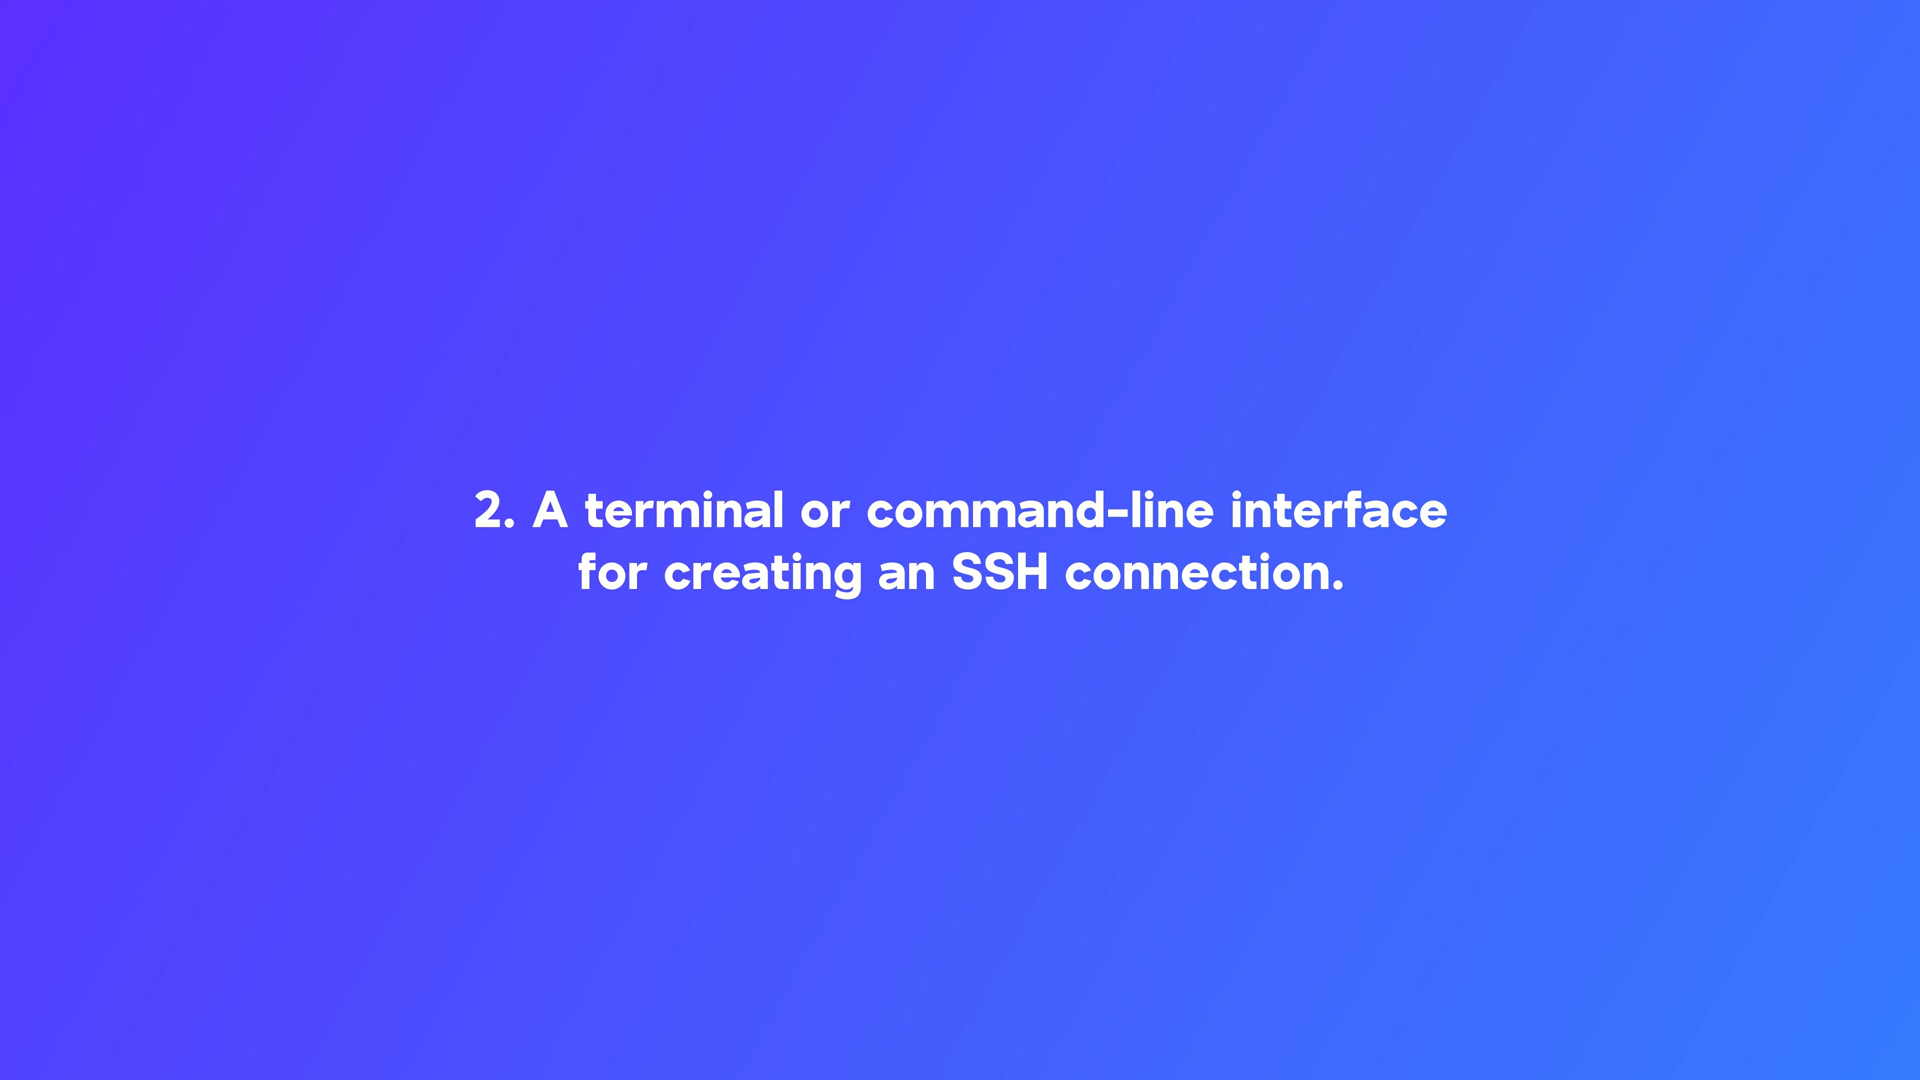 2. A terminal or command-line interface
for creating an SSH connection.